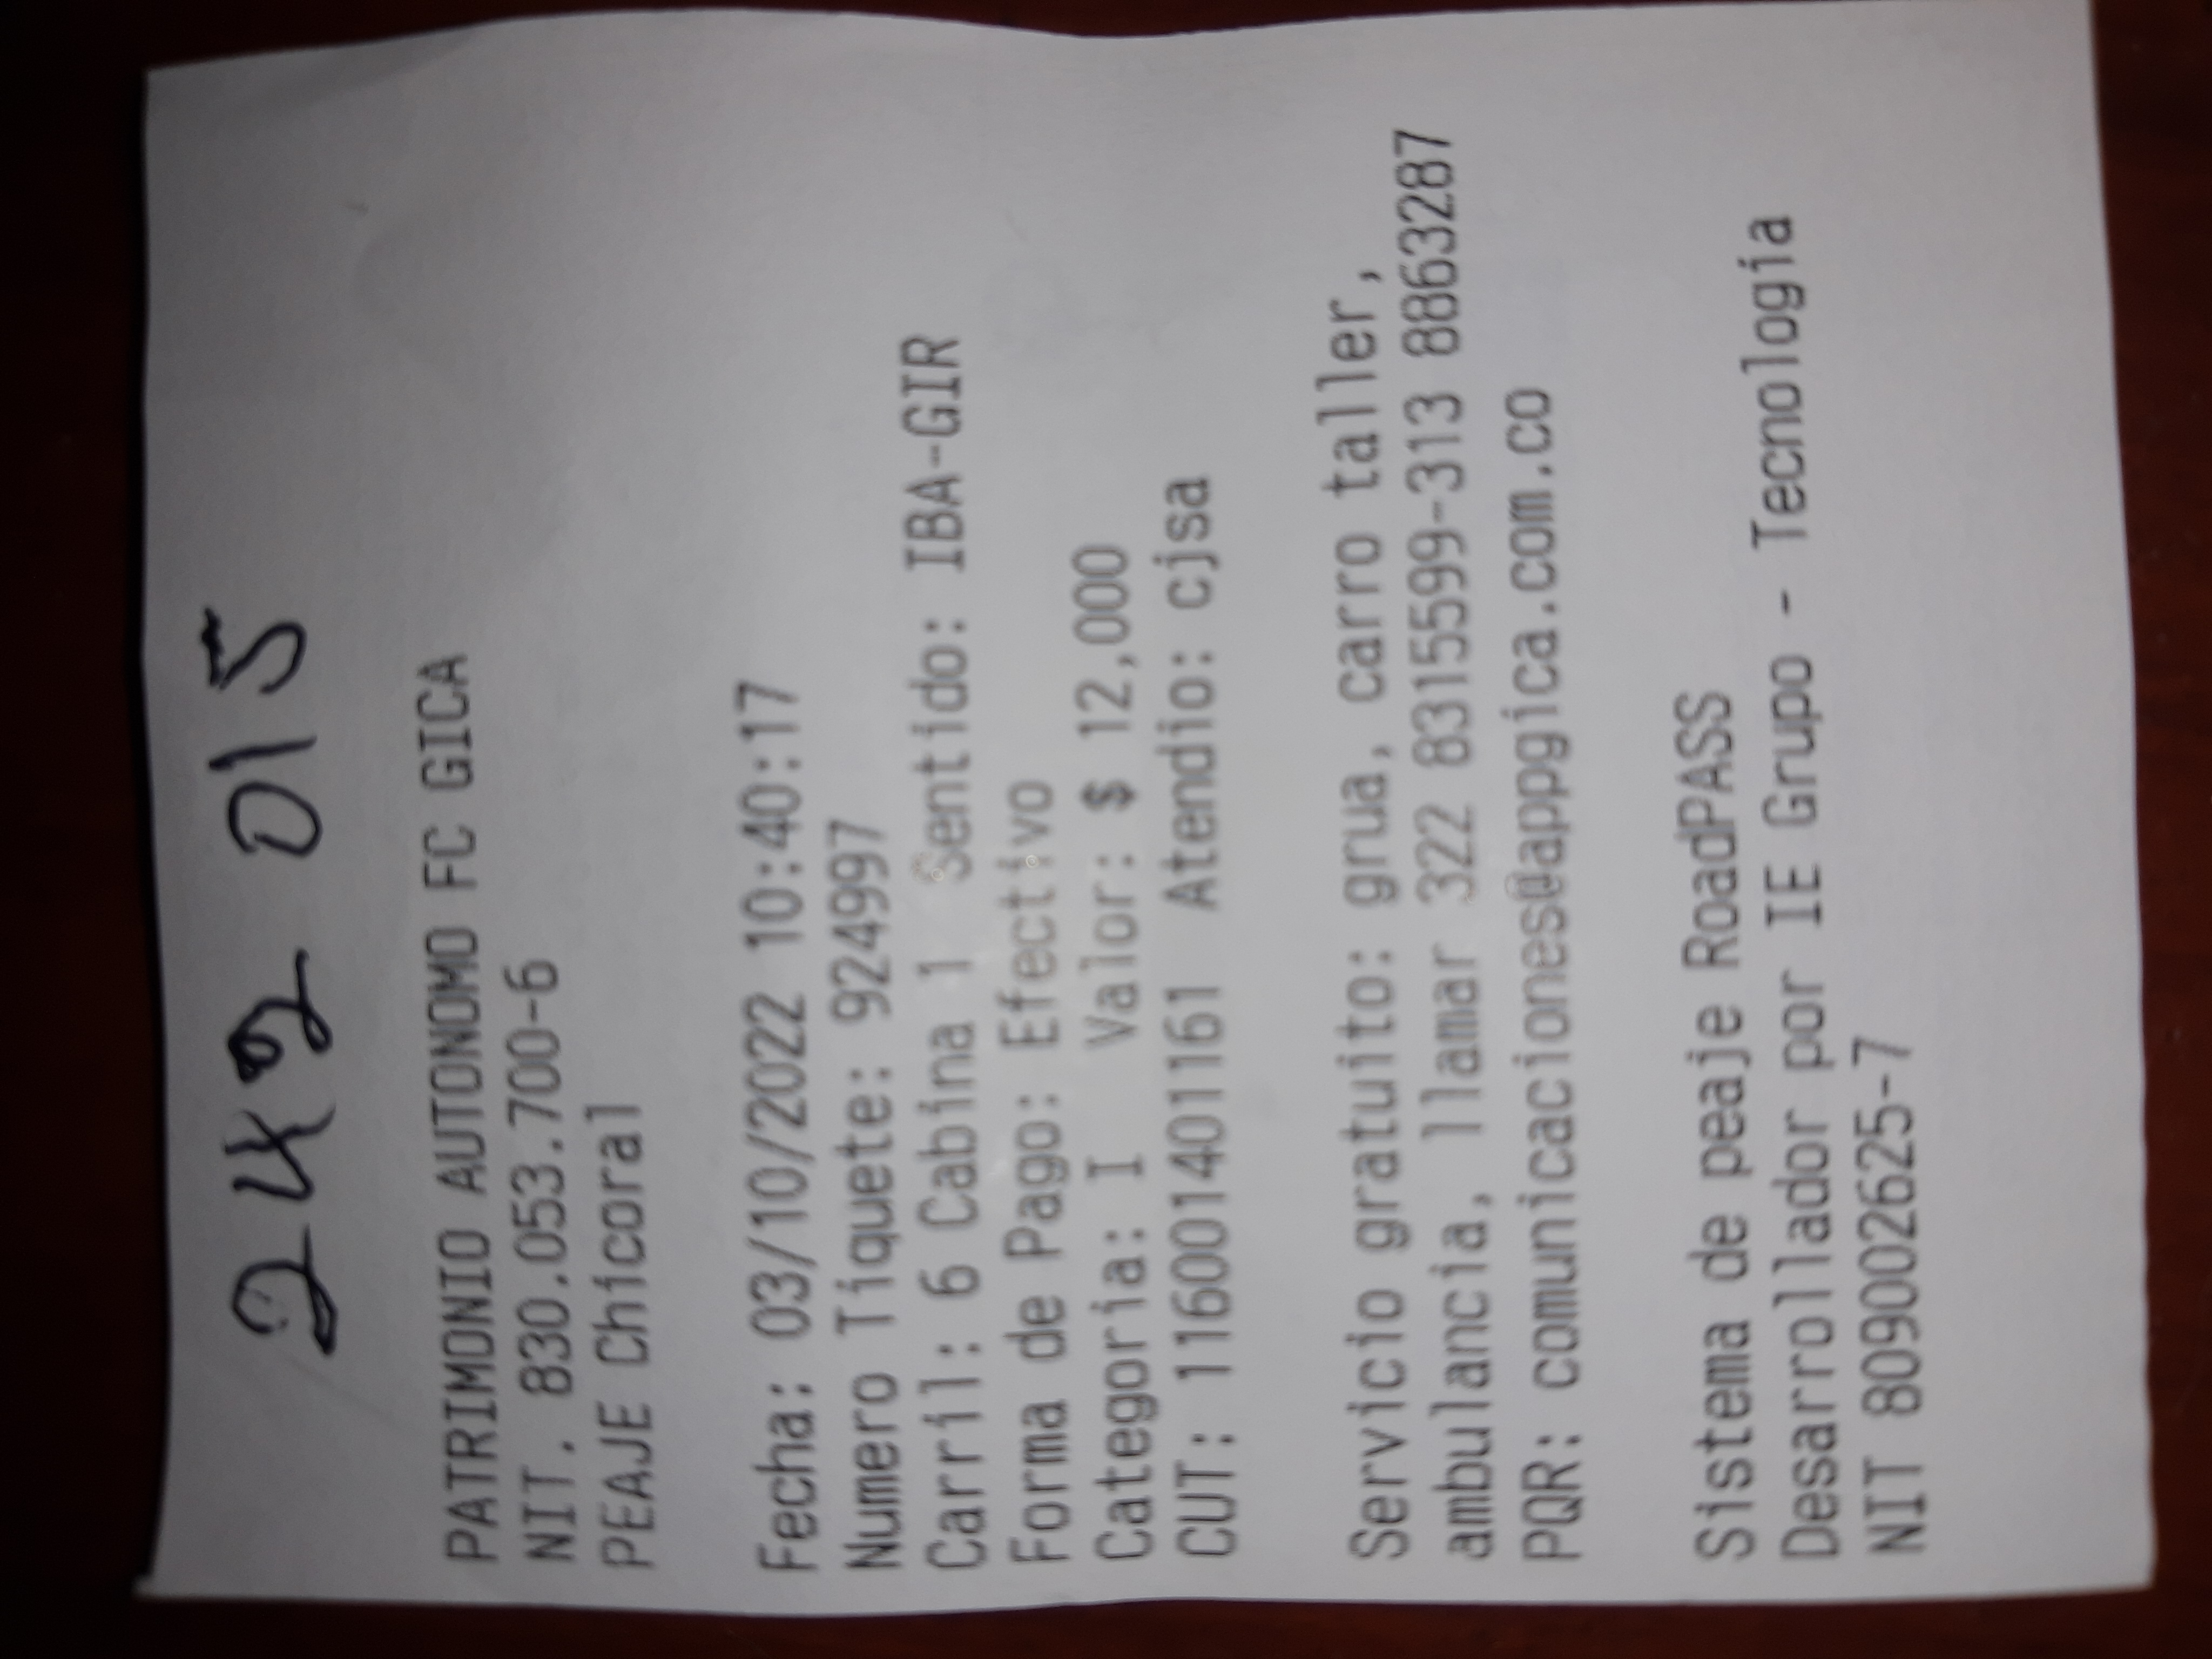 242 015
PATRIMONIO AUTONOMO FC GICA
NIT. 830.053.700-6
PEAJE Chicoral
Fecha: 03/10/2022 10:40:17
Numero Tiquete: 924997
Carril: 6 Cabina 1 Sentido: IBA-GIR
Forma de Pago: Efectivo
Categoria: I Valor: $ 12,000
CUT: 11600140116​1 Atendio: cjsa
Servicio gratuito: grua, carro taller,
ambulancia, llamar 322 8315599-313 8863287
PQR: comunicaciones@appgica.com.co
Sistema de peaje RoadPASS
Desarrollador por IE Grupo - Tecnologia
NIT 809002625-7